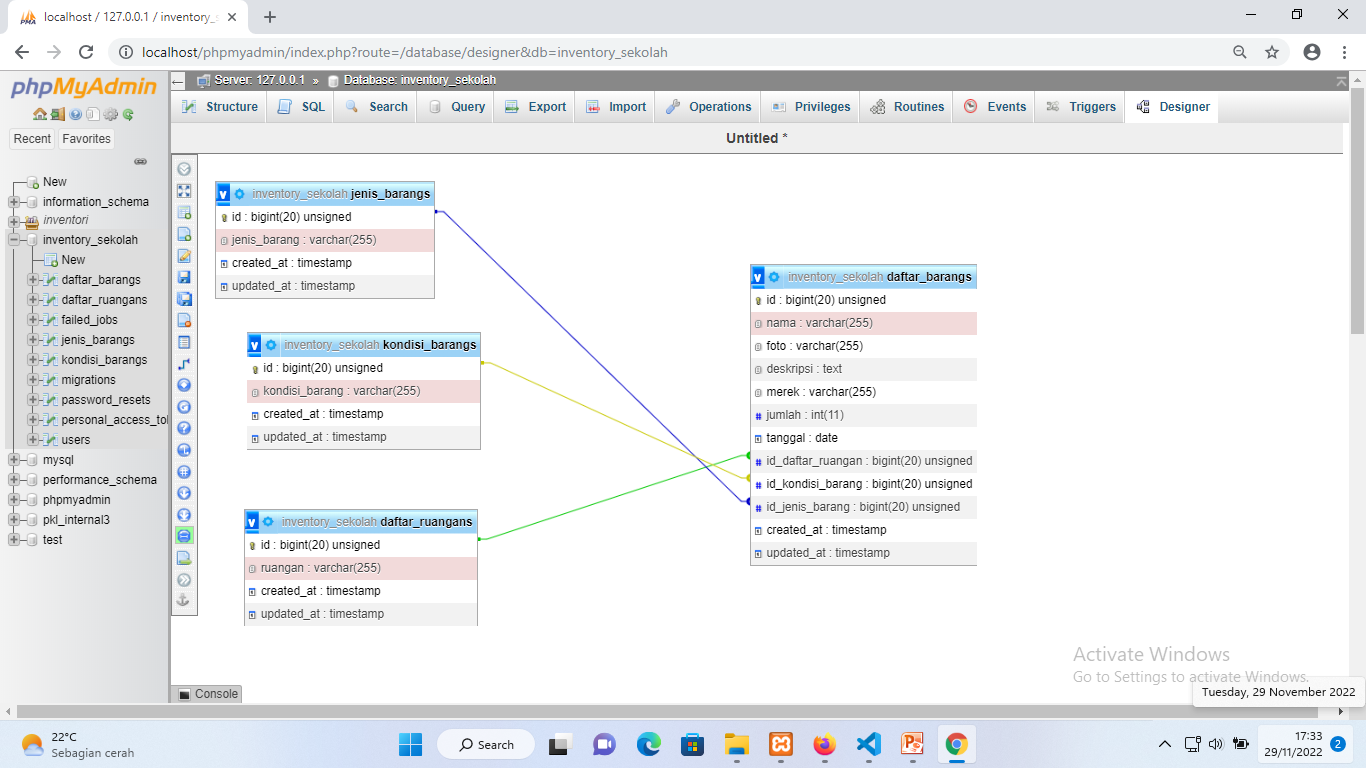 localhost / 127.0.0.1 / inventory_s
localhost/phpmyadmin/index.php?route=/database/designer&db=inventory_sekolah
phpMyAdmin
Recent Favorites
New
information_schema
inventori
inventory_sekolah
New
daftar_barangs
daftar_ruangans
failed_jobs
jenis_barangs
kondisi_barangs
migrations
password_resets
personal_access_tol
users
mysql
performance_schema
phpmyadmin
pkl_internal3
test
Server: 127.0.0.1 » Database: inventory_sekolah
Structure SQL Search Query Export Import Operations Privileges Routines Events Triggers Designer
Untitled *
v inventory_sekolah jenis_barangs
id : bigint(20) unsigned
jenis_barang : varchar(255)
created_at : timestamp
updated_at : timestamp
v inventory_sekolah kondisi_barangs
id : bigint(20) unsigned
kondisi_barang : varchar(255)
created_at : timestamp
updated_at : timestamp
v inventory_sekolah daftar_ruangans
id : bigint(20) unsigned
ruangan : varchar(255)
created_at : timestamp
updated_at : timestamp
v inventory_sekolah daftar_barangs
id : bigint(20) unsigned
nama : varchar(255)
foto : varchar(255)
deskripsi : text
merek : varchar(255)
# jumlah : int(11)
tanggal : date
# id_daftar_ruangan : bigint(20) unsigned
# id_kondisi_barang : bigint(20) unsigned
# id_jenis_barang : bigint(20) unsigned
created_at : timestamp
updated_at : timestamp
Activate Windows
Go to Settings to activate Windows.
Tuesday, 29 November 2022
Console
22°C
Sebagian cerah
Search
17:33
29/11/2022
2